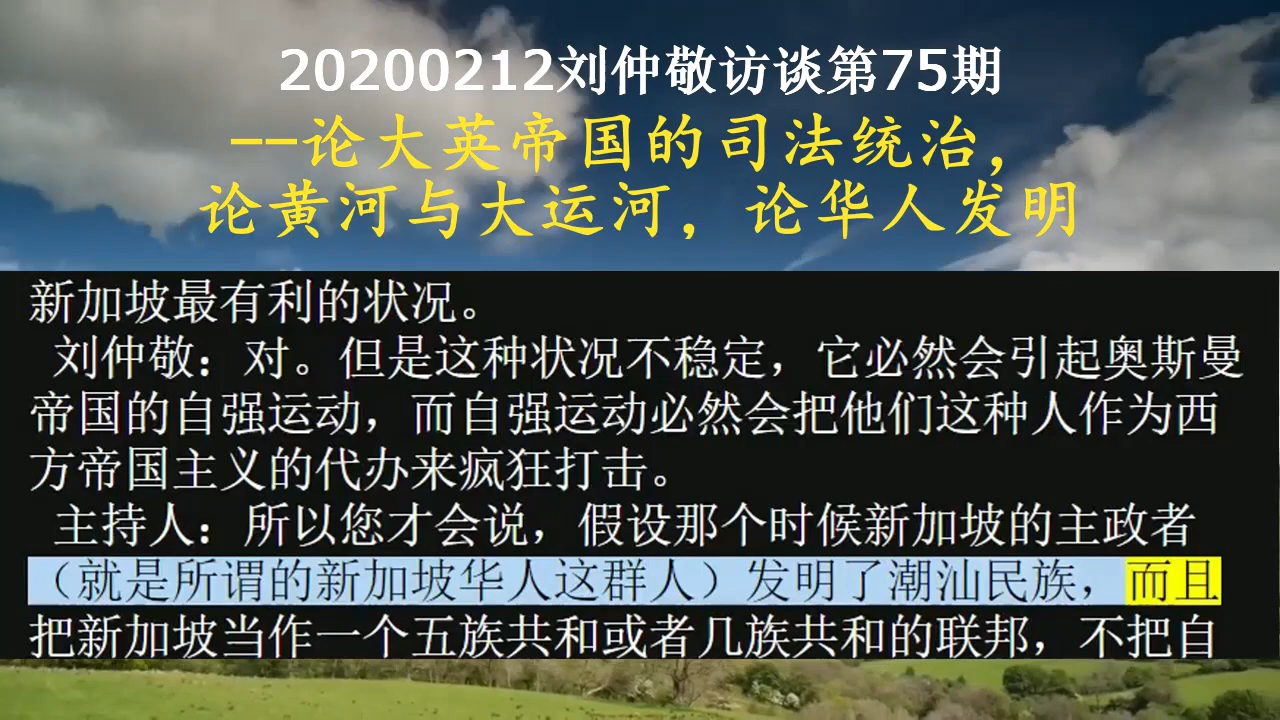 20200212刘仲敬访谈第75期
--论大英帝国的司法统治，
论黄河与大运河，论华人发明
新加坡最有利的状况。
刘仲敬：对。但是这种状况不稳定，它必然会引起奥斯曼
帝国的自强运动，而自强运动必然会把他们这种人作为西
方帝国主义的代办来疯狂打击。
主持人：所以您才会说，假设那个时候新加坡的主政者
（就是所谓的新加坡华人这群人）发明了潮汕民族，而且
把新加坡当作一个五族共和或者几族共和的联邦，不把自